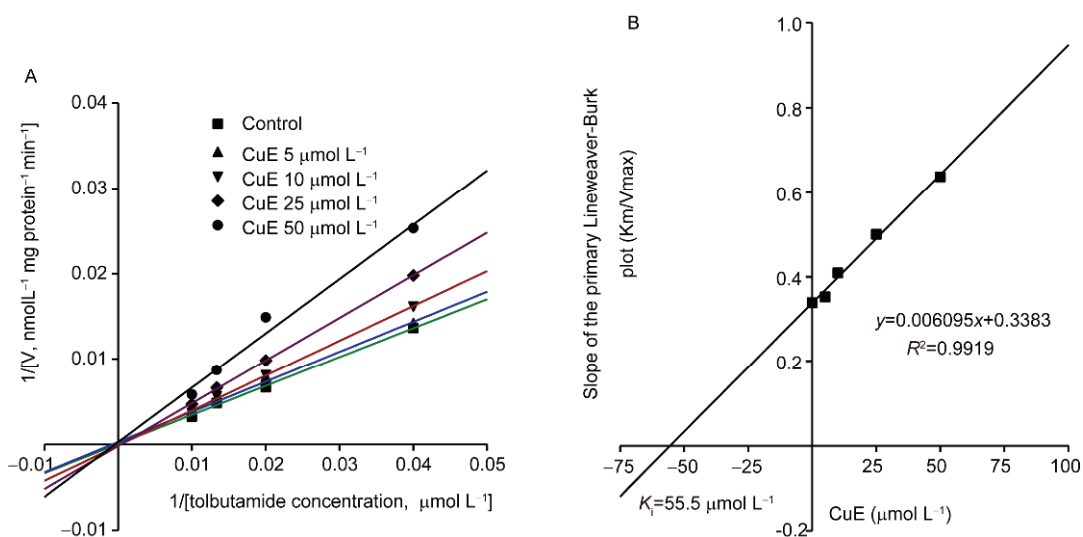 A
1/[V, nmolL⁻¹ mg protein⁻¹ min⁻¹]
0.04
0.03
0.02
0.01
−0.01
Control
CuE 5 μmol L⁻¹
CuE 10 μmol L⁻¹
CuE 25 μmol L⁻¹
CuE 50 μmol L⁻¹
−0.01
0.01
0.02
0.03
0.04
0.05
1/[tolbutamide concentration, μmol L⁻¹]
B
Slope of the primary Lineweaver-Burk
plot (Km/Vmax)
1.0
0.8
0.6
0.4
0.2
-0.2
y=0.006095x+0.3383
R²=0.9919
−75
−50
−25
25
50
75
100
Kᵢ=55.5 μmol L⁻¹
CuE (μmol L⁻¹)